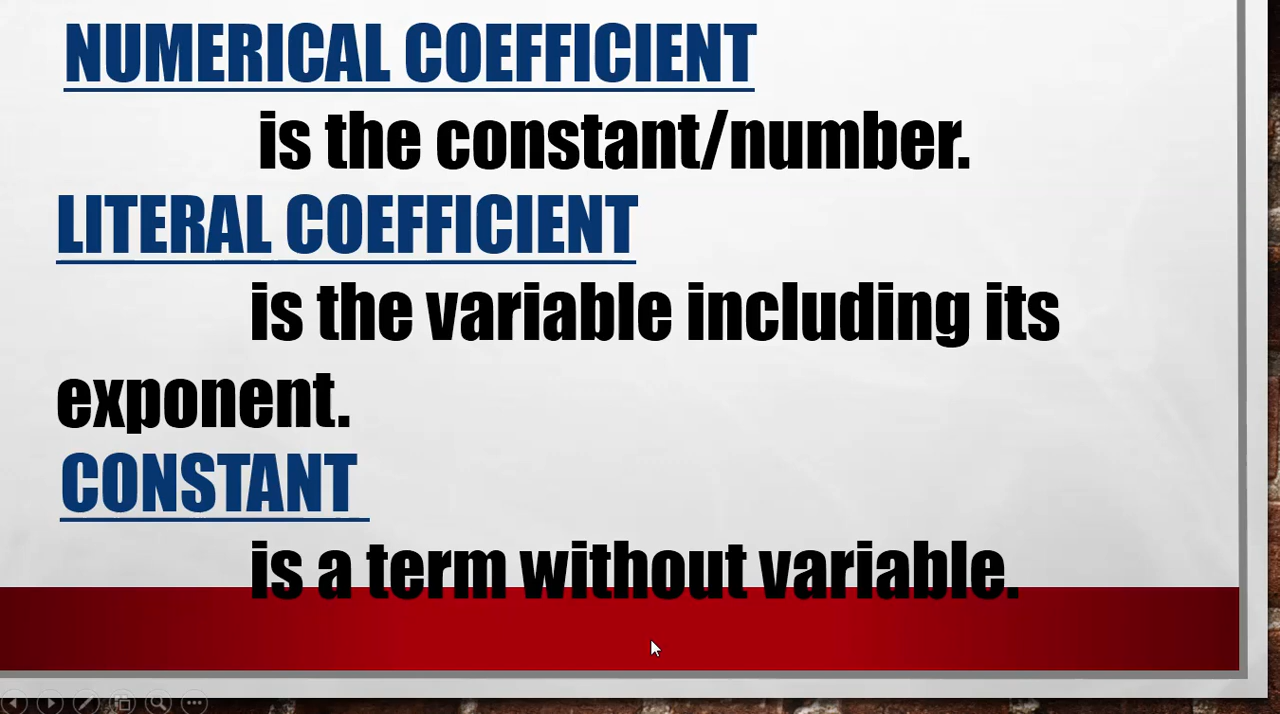 NUMERICAL COEFFICIENT
is the constant/number.
LITERAL COEFFICIENT
is the variable including its
exponent.
CONSTANT
is a term without variable.